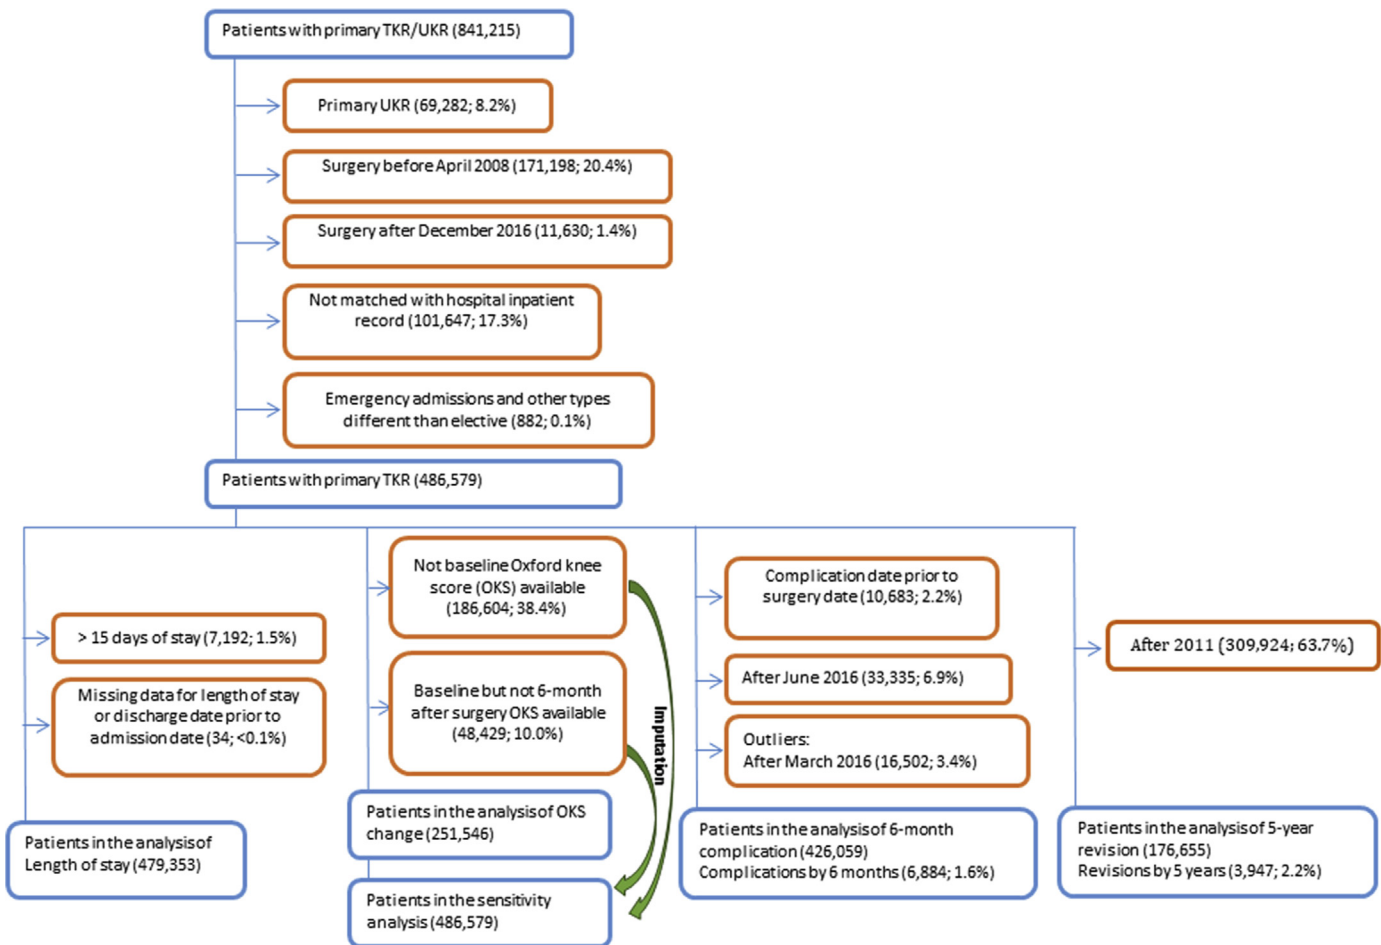 Patients with primary TKR/UKR (841,215)
Primary UKR (69,282; 8.2%)
Surgery before April 2008 (171,198; 20.4%)
Surgery after December 2016 (11,630; 1.4%)
Not matched with hospital inpatient
record (101,647; 17.3%)
Emergency admissions and other types
different than elective (882; 0.1%)
Patients with primary TKR (486,579)
> 15 days of stay (7,192; 1.5%)
Missing data for length of stay
or discharge date prior to
admission date (34; <0.1%)
Patients in the analysis of
Length of stay (479,353)
Not baseline Oxford knee
score (OKS) available
(186,604; 38.4%)
Baseline but not 6-month
after surgery OKS available
(48,429; 10.0%)
Imputation
Patients in the analysis of OKS
change (251,546)
Patients in the sensitivity
analysis (486,579)
Complication date prior to
surgery date (10,683; 2.2%)
After June 2016 (33,335; 6.9%)
Outliers:
After March 2016 (16,502; 3.4%)
Patients in the analysis of 6-month
complication (426,059)
Complications by 6 months (6,884; 1.6%)
After 2011 (309,924; 63.7%)
Patients in the analysis of 5-year
revision (176,655)
Revisions by 5 years (3,947; 2.2%)